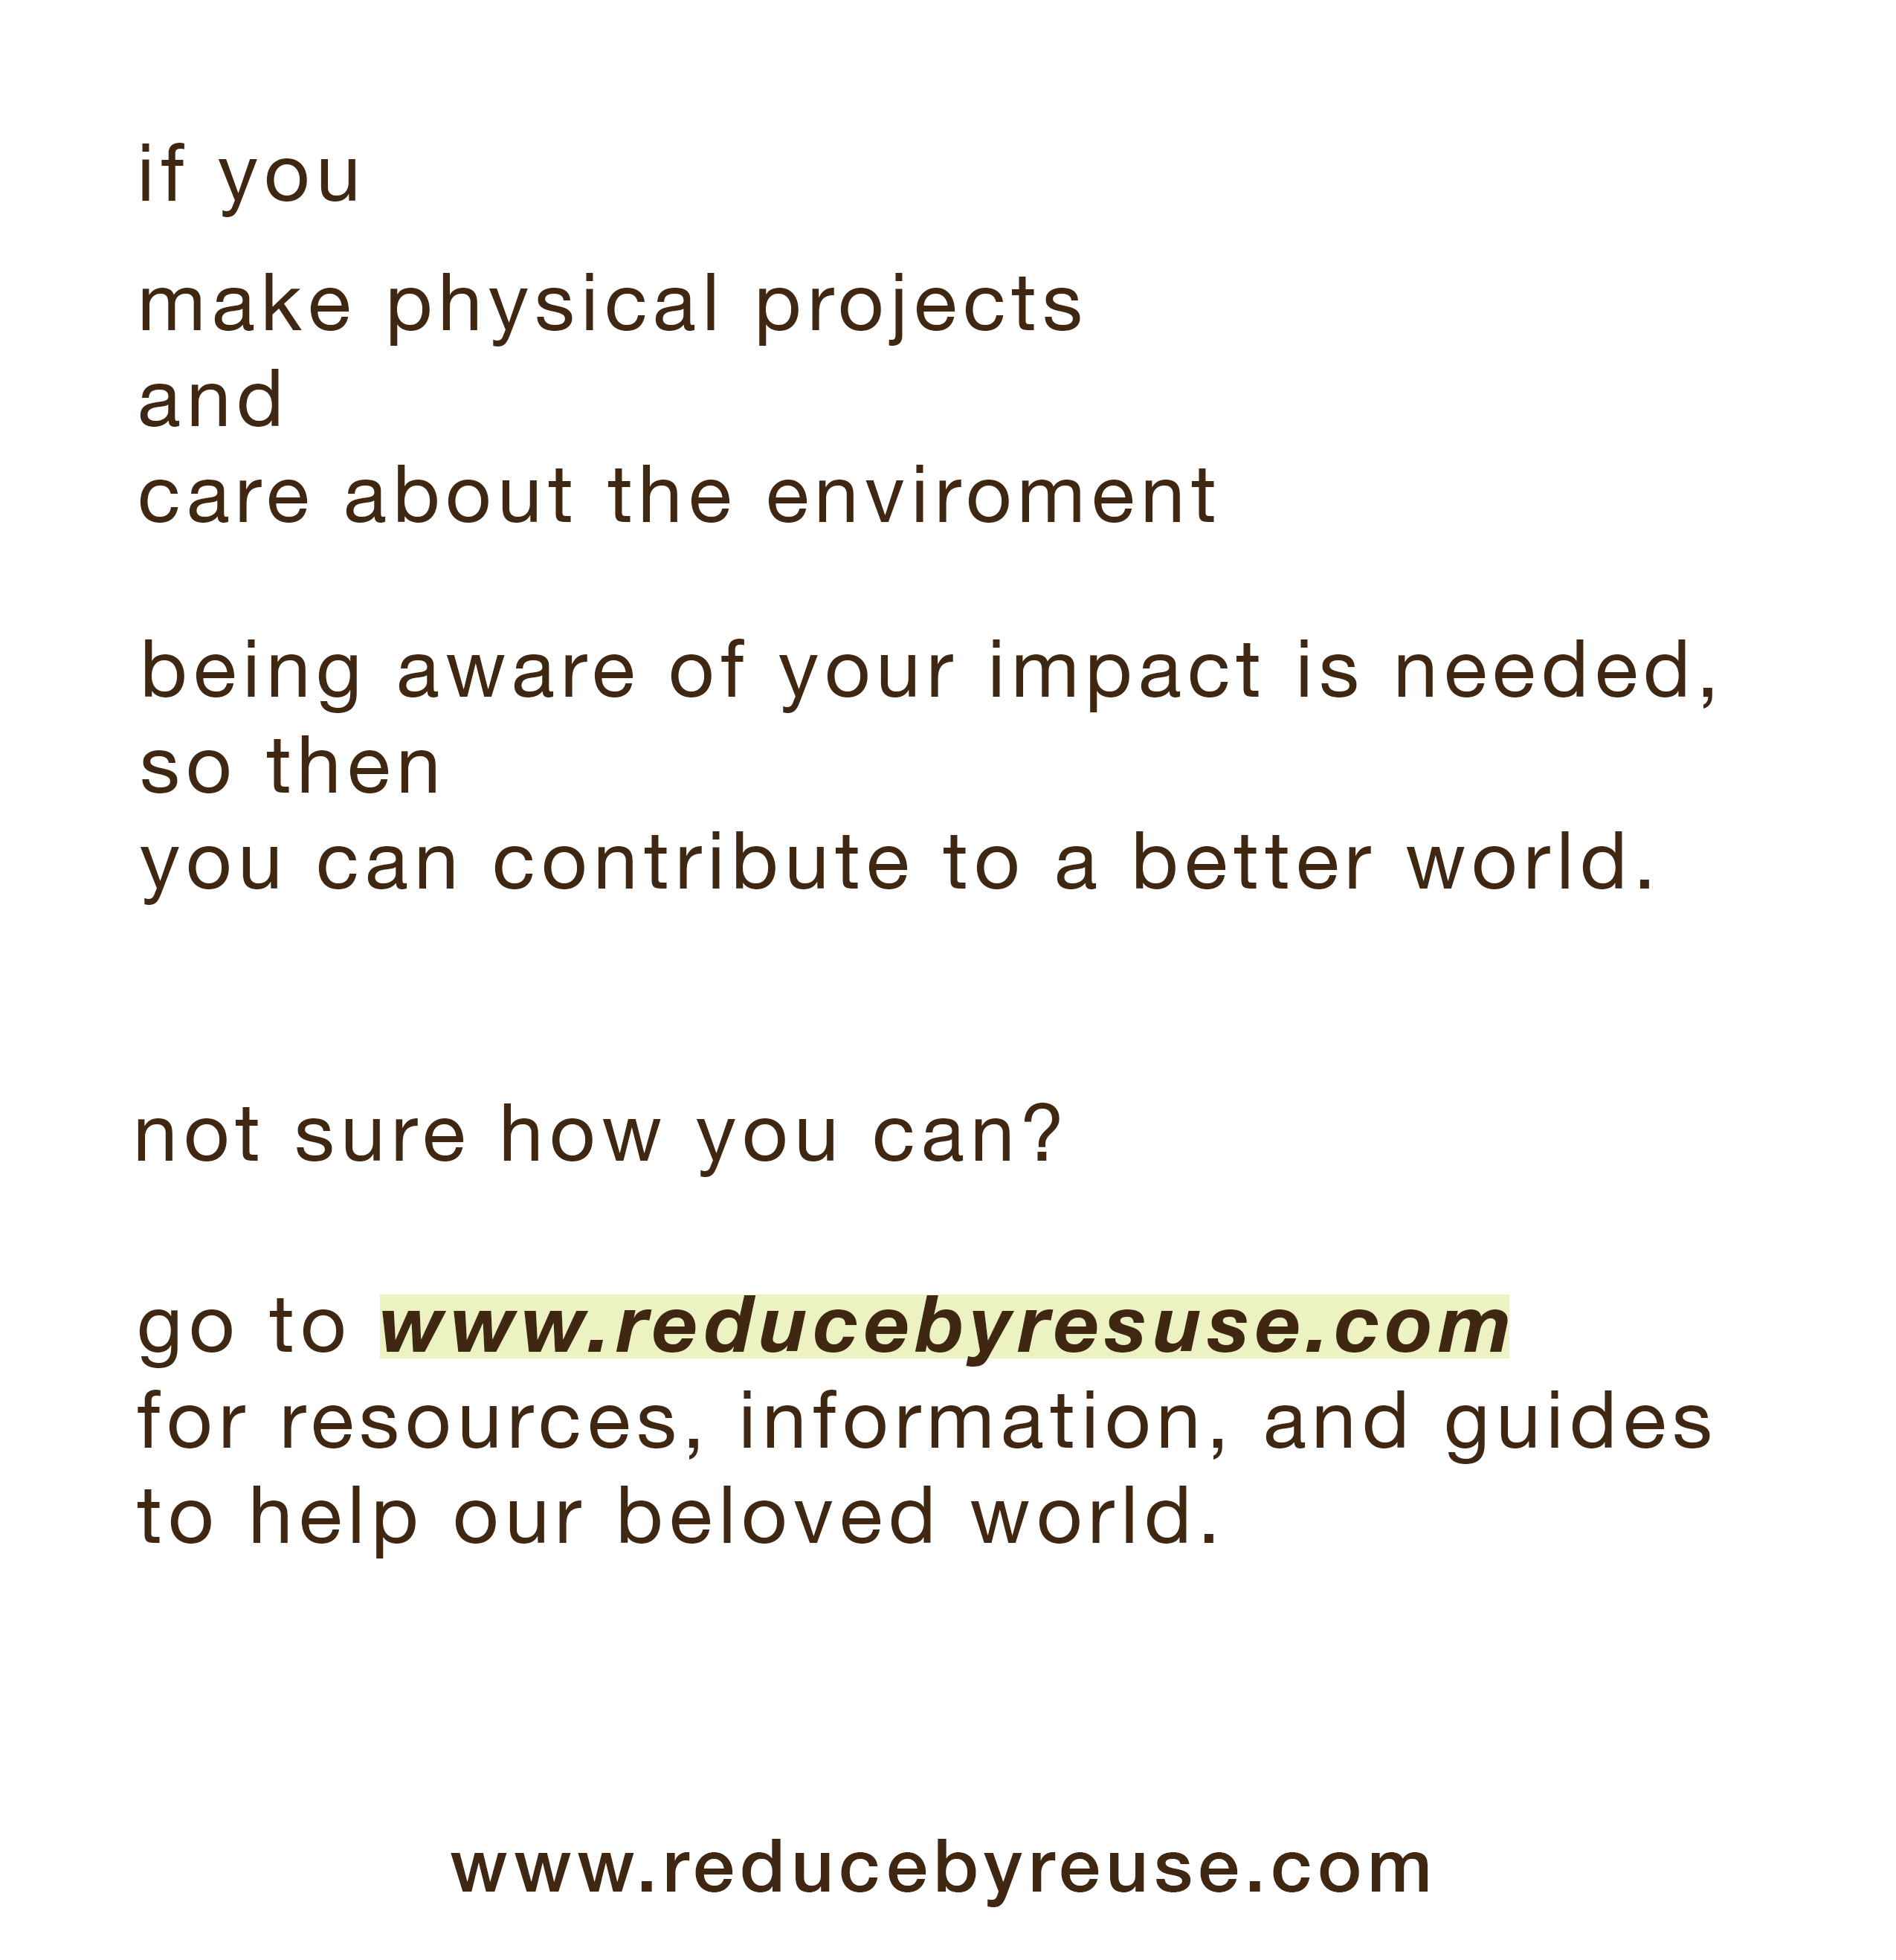 if you
make physical projects
and
care about the enviroment
being aware of your impact is needed,
so then
you can contribute to a better world.
not sure how you can?
go to www.reducebyresuse.com
for resources, information, and guides
to help our beloved world.
www.reducebyreuse.com